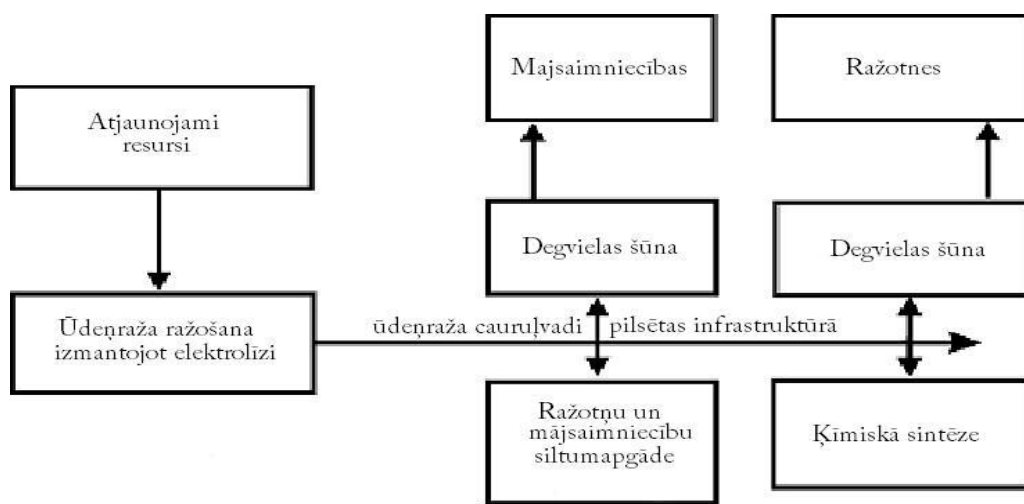 Majsaimniecības
Ražotnes
Atjaunojami
resursi
Degvielas šūna
Degvielas šūna
Ūdeņraža ražošana
izmantojot elektrolīzi
ūdeņraža cauruļvadi
pilsētas infrastruktūrā
Ražotņu un
mājsaimniecību
siltumapgāde
Ķīmiskā sintēze